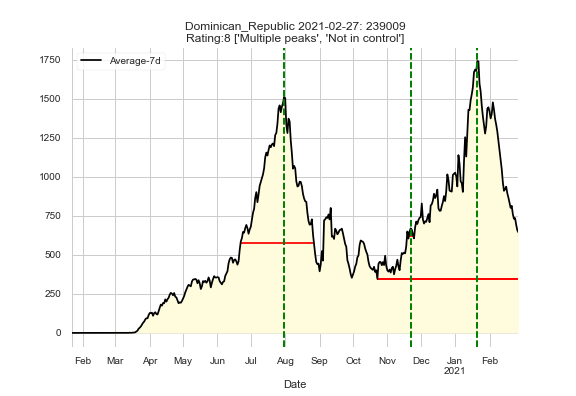 Dominican_Republic 2021-02-27: 239009
Rating:8 ['Multiple peaks', 'Not in control']
Average-7d
1750
1500
1250
1000
750
500
250
0
Feb Mar Apr May Jun Jul Aug Sep Oct Nov Dec Jan Feb
2021
Date